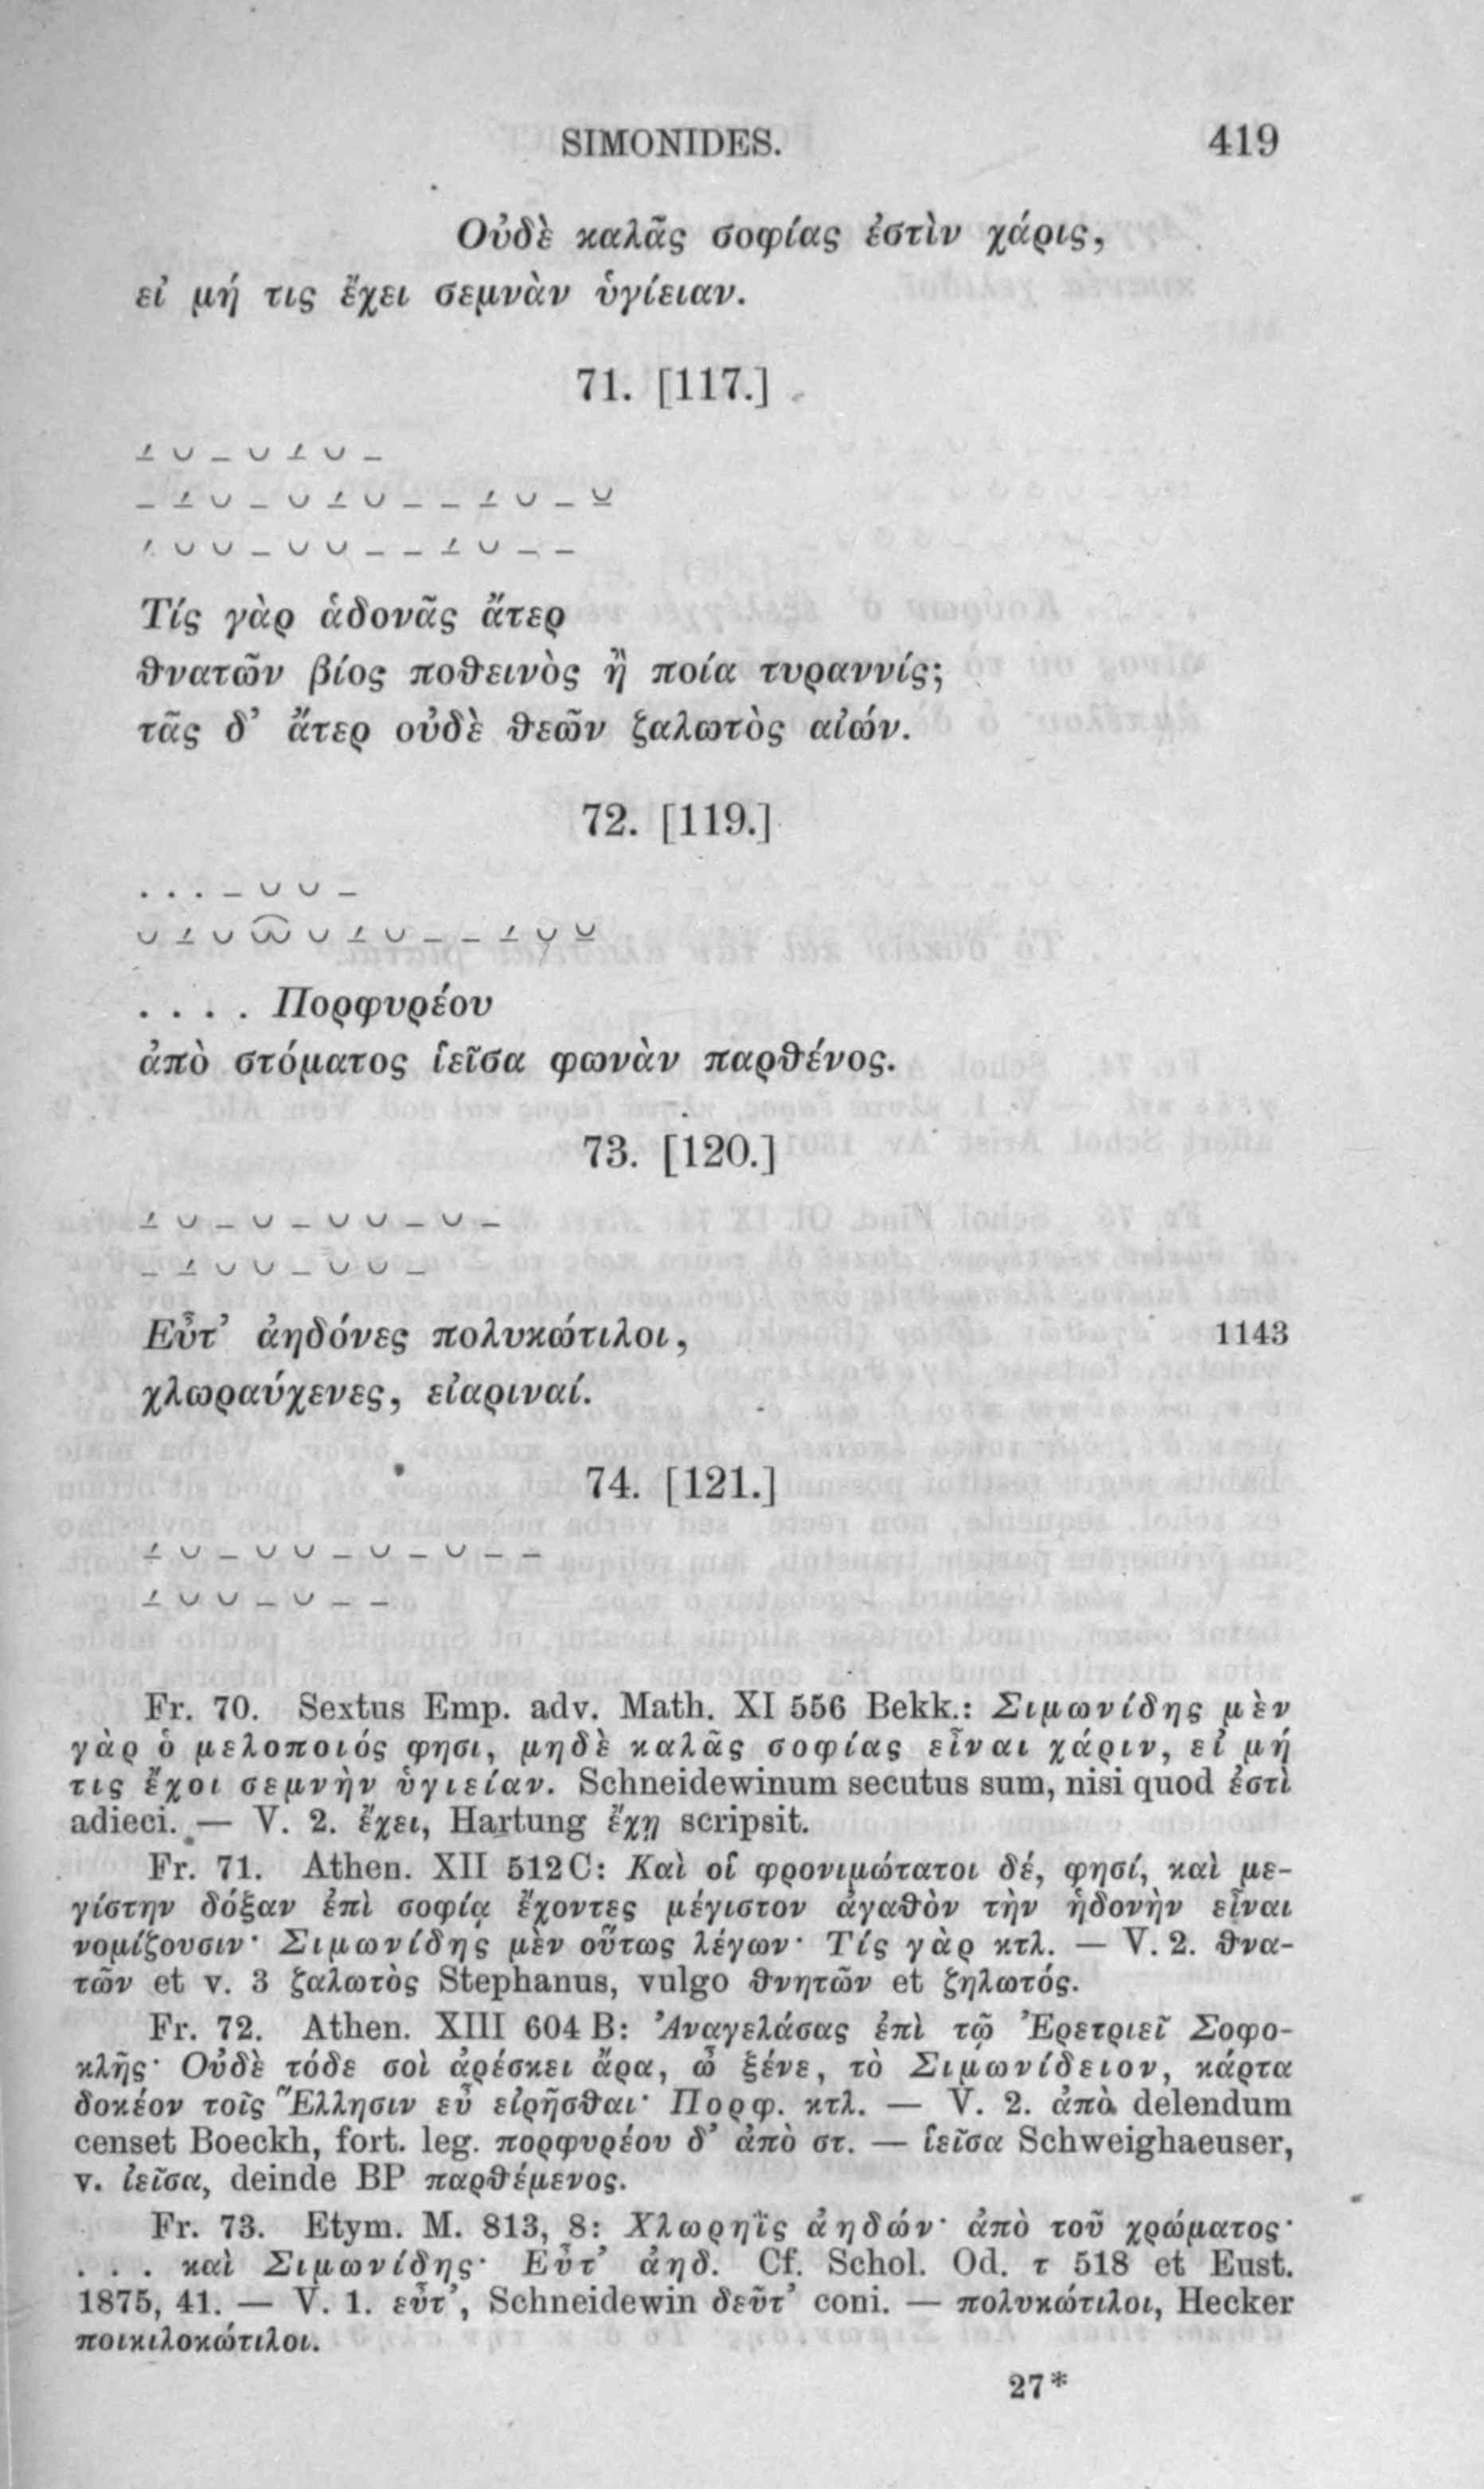 SIMONIDES. 419
Οὐδὲ καλᾶς σοφίας ἐστὶν χάρις,
εἰ μή τις ἔχει σεμνὰν ὑγίειαν.
71. [117.]
–́ ᴗ – ᴗ –́ ᴗ –
– –́ ᴗ – ᴗ –́ ᴗ – – –́ ᴗ – ᴗ̲
–́ ᴗ ᴗ – ᴗ ᴗ – – –́ ᴗ – –
Τίς γὰρ ἁδονᾶς ἄτερ
θνατῶν βίος ποθεινὸς ἢ ποία τυραννίς;
τᾶς δ’ ἄτερ οὐδὲ θεῶν ζαλωτὸς αἰών.
72. [119.]
. . . – ᴗ ᴗ –
ᴗ –́ ᴗ ᴗᴗ ᴗ –́ ᴗ – – –́ ᴗ ᴗ̲
. . . . Πορφυρέου
ἀπὸ στόματος ἱεῖσα φωνὰν παρθένος.
73. [120.]
–́ ᴗ – ᴗ – ᴗ ᴗ – ᴗ –
– –́ ᴗ ᴗ – ᴗ ᴗ –
Εὖτ’ ἀηδόνες πολυκώτιλοι, 1143
χλωραύχενες, εἰαριναί.
74. [121.]
–́ ᴗ – ᴗ ᴗ – ᴗ – ᴗ – –
–́ ᴗ ᴗ – ᴗ – –
Fr. 70. Sextus Emp. adv. Math. XI 556 Bekk.: Σιμωνίδης μὲν
γὰρ ὁ μελοποιός φησι, μηδὲ καλᾶς σοφίας εἶναι χάριν, εἰ μή
τις ἔχοι σεμνὴν ὑγιείαν. Schneidewinum secutus sum, nisi quod ἐστὶ
adieci. — V. 2. ἔχει, Hartung ἔχῃ scripsit.
Fr. 71. Athen. XII 512 C: Καὶ οἱ φρονιμώτατοι δέ, φησί, καὶ με-
γίστην δόξαν ἐπὶ σοφίᾳ ἔχοντες μέγιστον ἀγαθὸν τὴν ἡδονὴν εἶναι
νομίζουσιν· Σιμωνίδης μὲν οὕτως λέγων· Τίς γὰρ κτλ. — V. 2. θνα-
τῶν et v. 3 ζαλωτὸς Stephanus, vulgo θνητῶν et ζηλωτός.
Fr. 72. Athen. XIII 604 B: Ἀναγελάσας ἐπὶ τῷ Ἐρετριεῖ Σοφο-
κλῆς· Οὐδὲ τόδε σοὶ ἀρέσκει ἄρα, ὦ ξένε, τὸ Σιμωνίδειον, κάρτα
δοκέον τοῖς Ἕλλησιν εὖ εἰρῆσθαι· Πορφ. κτλ. — V. 2. ἀπὸ delendum
censet Boeckh, fort. leg. πορφυρέου δ’ ἀπὸ στ. — ἱεῖσα Schweighaeuser,
v. ἰεῖσα, deinde BP παρθέμενος.
Fr. 73. Etym. M. 813, 8: Χλωρηῒς ἀηδών· ἀπὸ τοῦ χρώματος·
. . . καὶ Σιμωνίδης· Εὖτ’ ἀηδ. Cf. Schol. Od. τ 518 et Eust.
1875, 41. — V. 1. εὖτ’, Schneidewin δεῦτ’ coni. — πολυκώτιλοι, Hecker
ποικιλοκώτιλοι.
27*